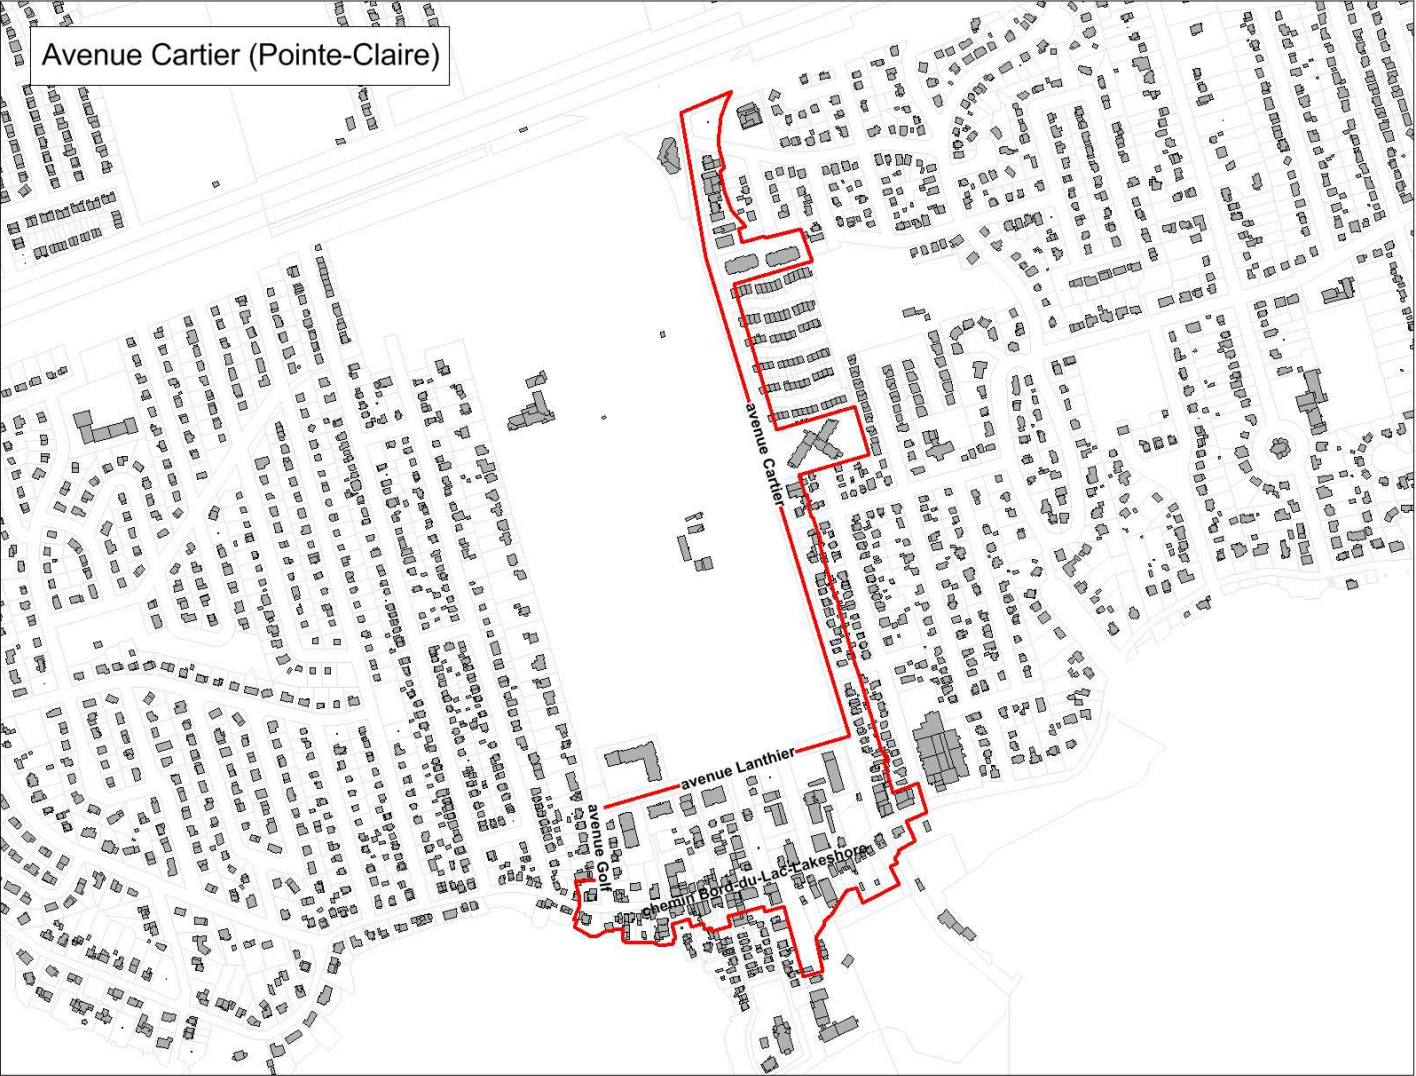 Avenue Cartier (Pointe-Claire)
avenue Cartier
avenue Lanthier
avenue Golf
chemin Bord-du-Lac-Lakeshore